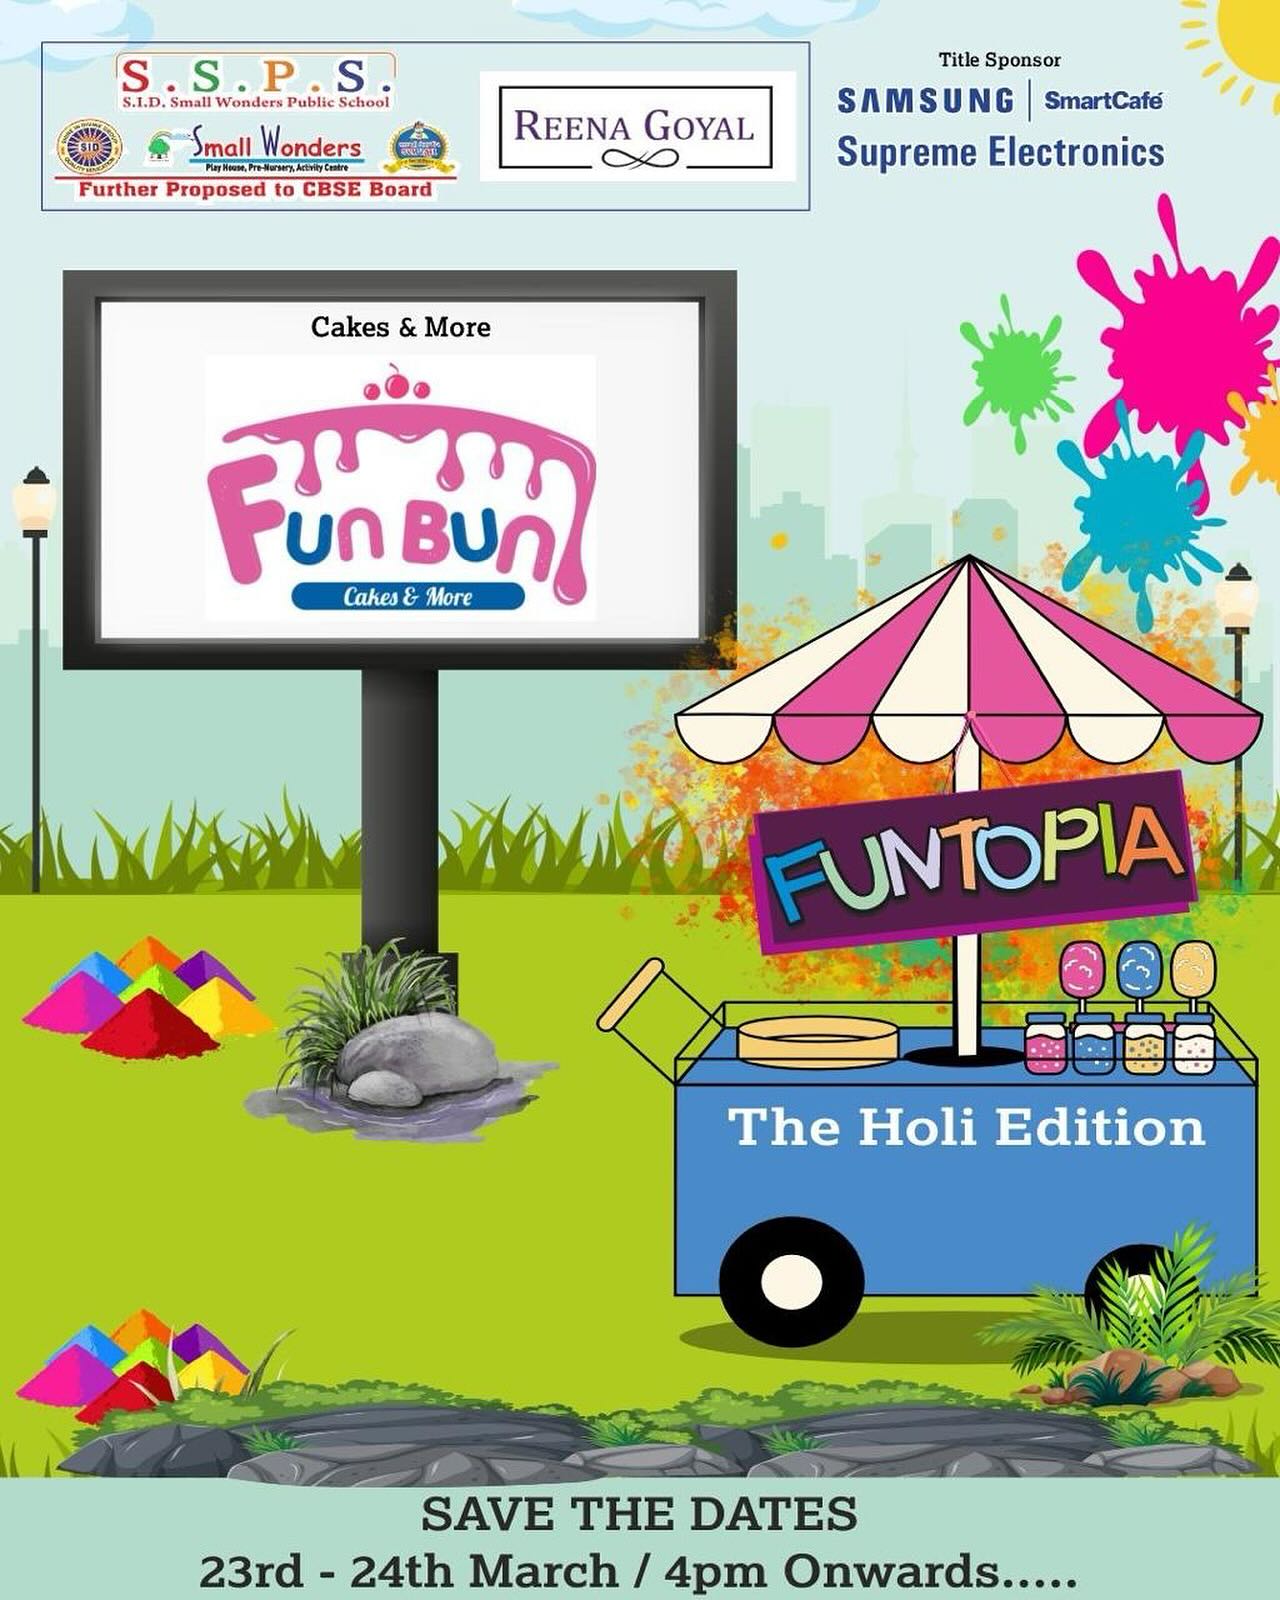 S.S.P.S.
S.I.D. Small Wonders Public School
SID
Small Wonders
Play House, Pre-Nursery, Activity Centre
Further Proposed to CBSE Board
REENA GOYAL
Title Sponsor
SAMSUNG | SmartCafé
Supreme Electronics
Cakes & More
Fun Bun
Cakes & More
FUNTOPIA
The Holi Edition
SAVE THE DATES
23rd - 24th March / 4pm Onwards.....